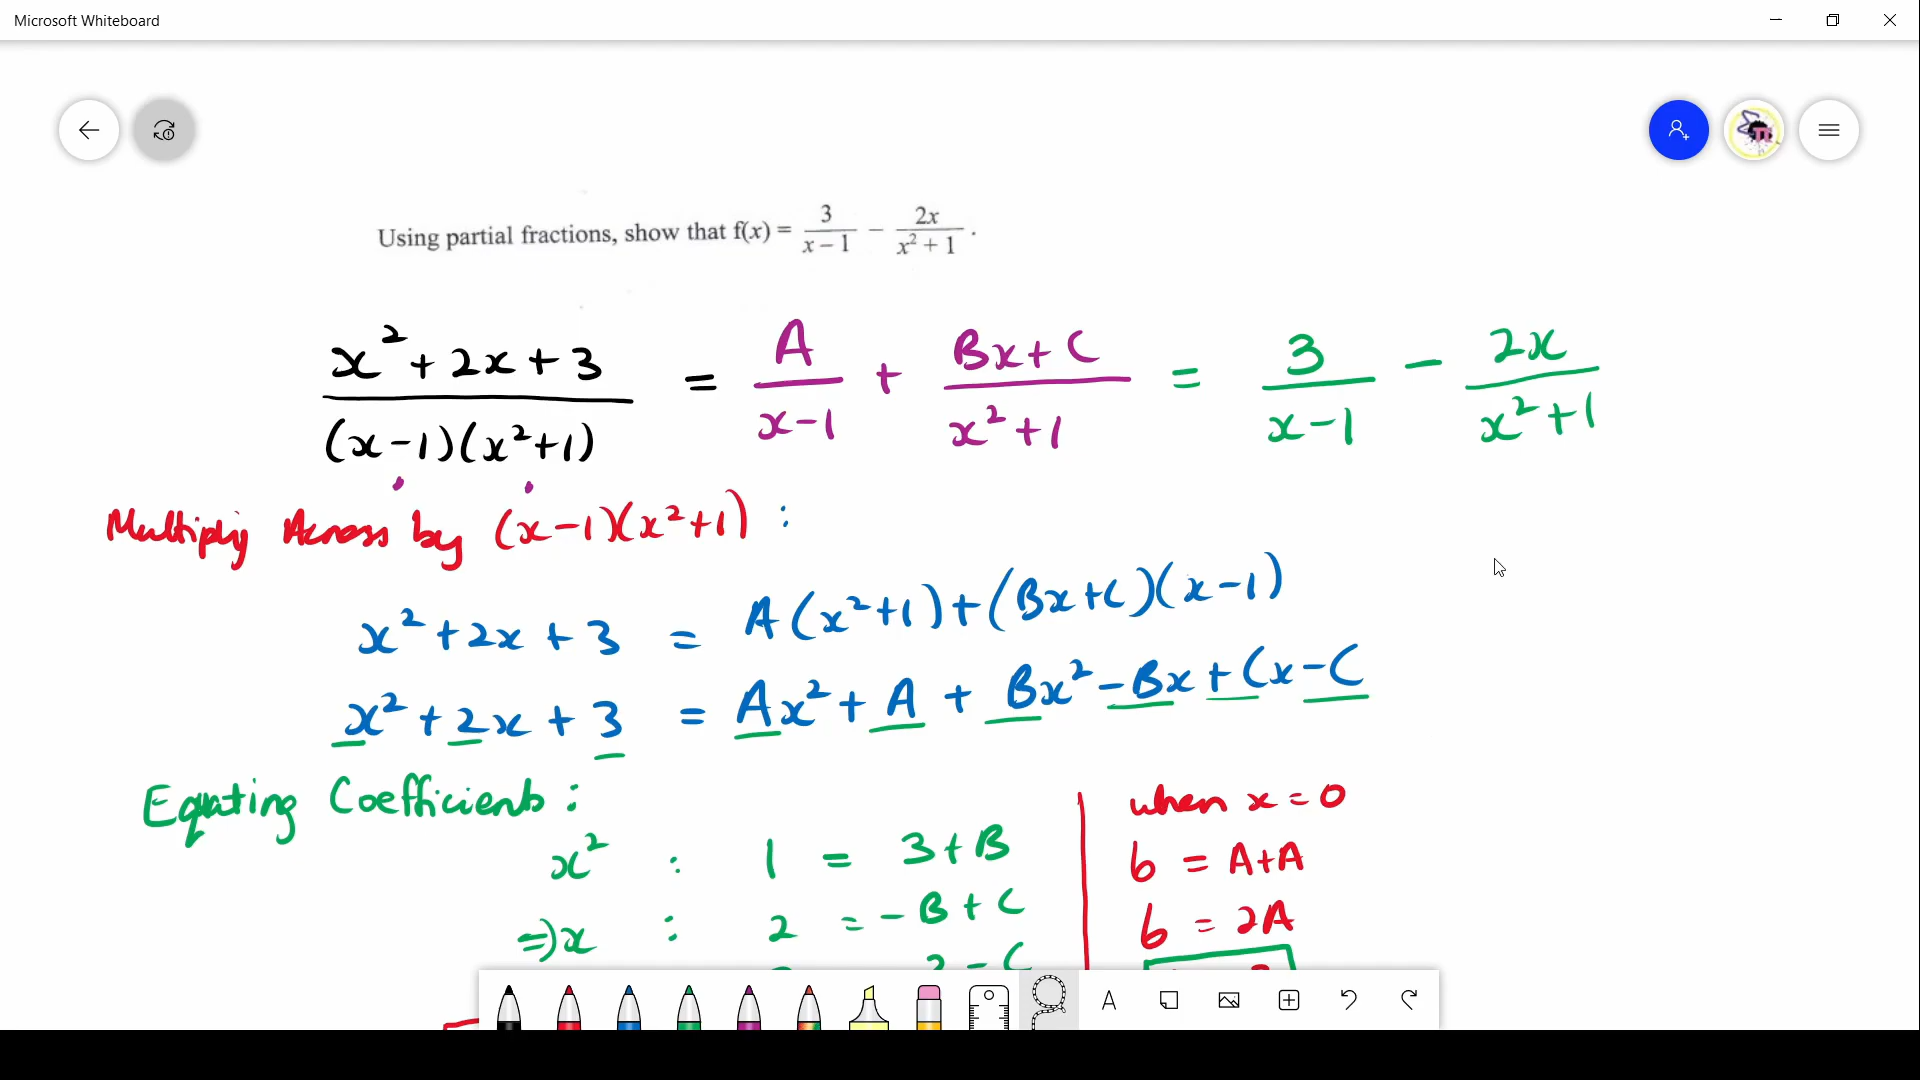 Microsoft Whiteboard
Using partial fractions, show that f(x) = 3/(x – 1) – 2x/(x² + 1).
(x² + 2x + 3)/((x-1)(x²+1)) = A/(x-1) + (Bx + C)/(x²+1) = 3/(x-1) - 2x/(x²+1)
Multiply Across by (x-1)(x²+1) :
x² + 2x + 3 = A(x²+1) + (Bx+C)(x-1)
x² + 2x + 3 = Ax² + A + Bx² - Bx + Cx - C
Equating Coefficients :
x² : 1 = 3 + B
⇒ x : 2 = - B + C
3 - C
when x = 0
6 = A+A
6 = 2A